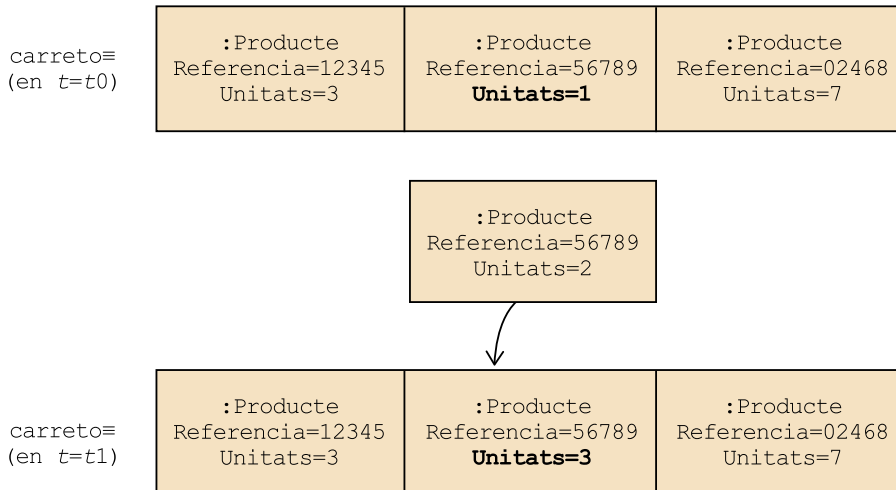 carreto≡
(en t=t0)
:Producte
Referencia=12345
Unitats=3
:Producte
Referencia=56789
Unitats=1
:Producte
Referencia=02468
Unitats=7
:Producte
Referencia=56789
Unitats=2
carreto≡
(en t=t1)
:Producte
Referencia=12345
Unitats=3
:Producte
Referencia=56789
Unitats=3
:Producte
Referencia=02468
Unitats=7